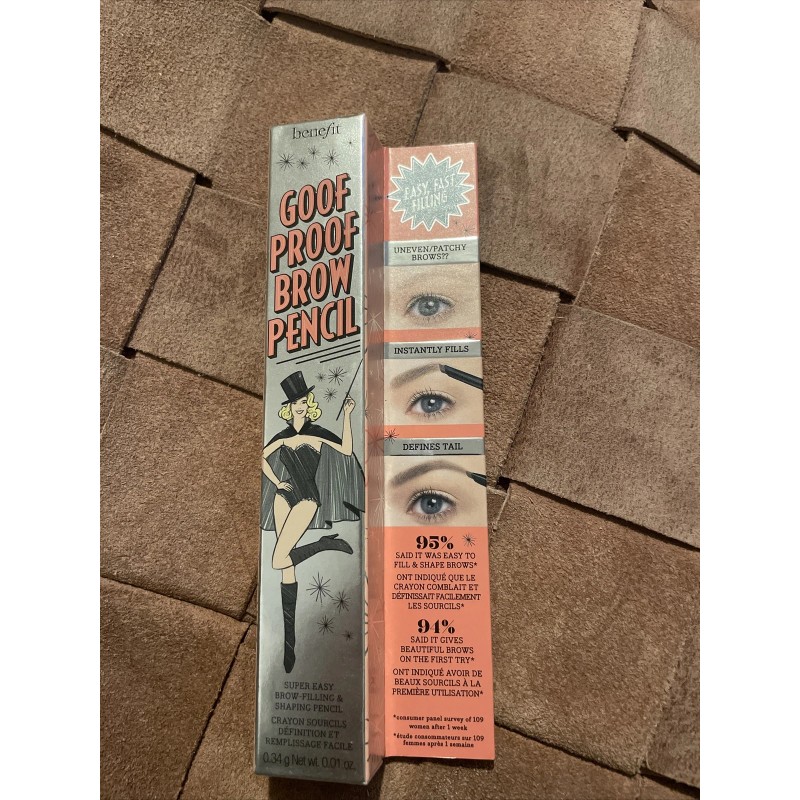 benefit
GOOF
PROOF
BROW
PENCIL
SUPER EASY
BROW-FILLING &
SHAPING PENCIL
CRAYON SOURCILS
DÉFINITION ET
REMPLISSAGE FACILE
0.34 g Net wt. 0.01 oz.
EASY, FAST
FILLING
UNEVEN/PATCHY
BROWS??
INSTANTLY FILLS
DEFINES TAIL
95%
SAID IT WAS EASY TO
FILL & SHAPE BROWS*
ONT INDIQUÉ QUE LE
CRAYON COMBLAIT ET
DÉFINISSAIT FACILEMENT
LES SOURCILS*
94%
SAID IT GIVES
BEAUTIFUL BROWS
ON THE FIRST TRY*
ONT INDIQUÉ AVOIR DE
BEAUX SOURCILS À LA
PREMIÈRE UTILISATION*
*consumer panel survey of 109
women after 1 week
*étude consommateurs sur 109
femmes après 1 semaine